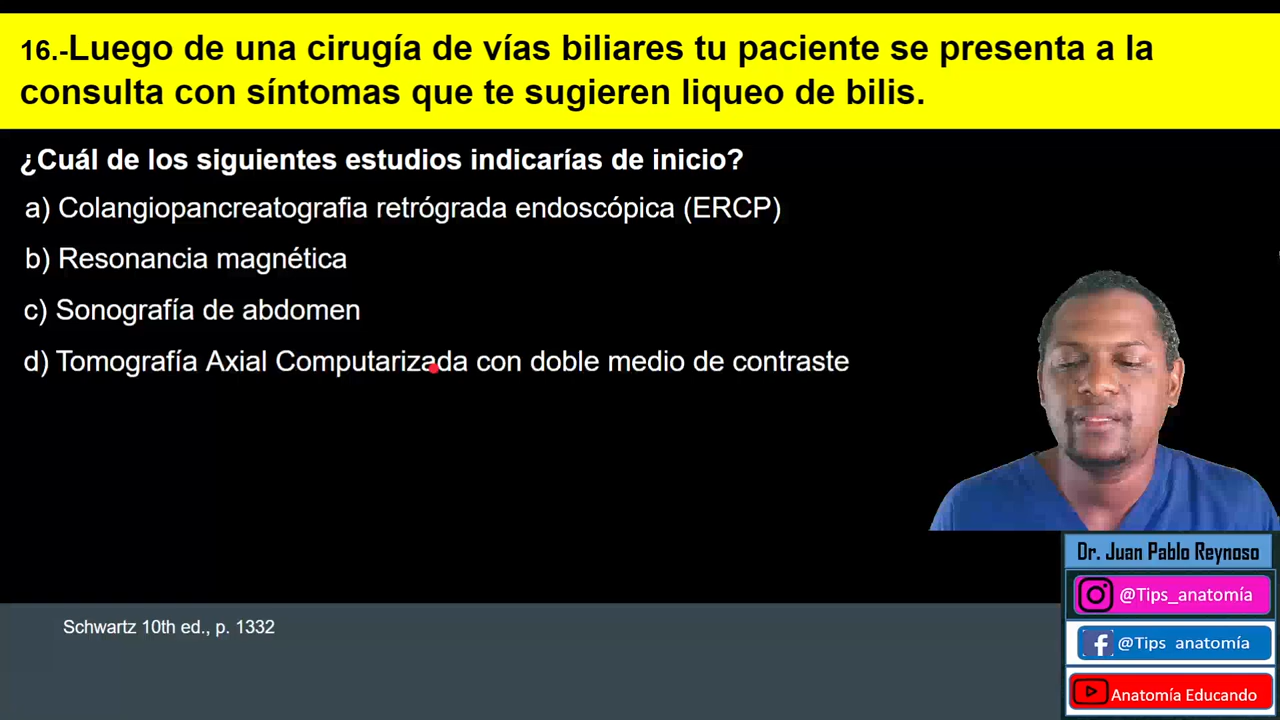 16.-Luego de una cirugía de vías biliares tu paciente se presenta a la
consulta con síntomas que te sugieren liqueo de bilis.
¿Cuál de los siguientes estudios indicarías de inicio?
a) Colangiopancreatografia retrógrada endoscópica (ERCP)
b) Resonancia magnética
c) Sonografía de abdomen
d) Tomografía Axial Computarizada con doble medio de contraste
Dr. Juan Pablo Reynoso
@Tips_anatomía
@Tips anatomía
Anatomía Educando
Schwartz 10th ed., p. 1332